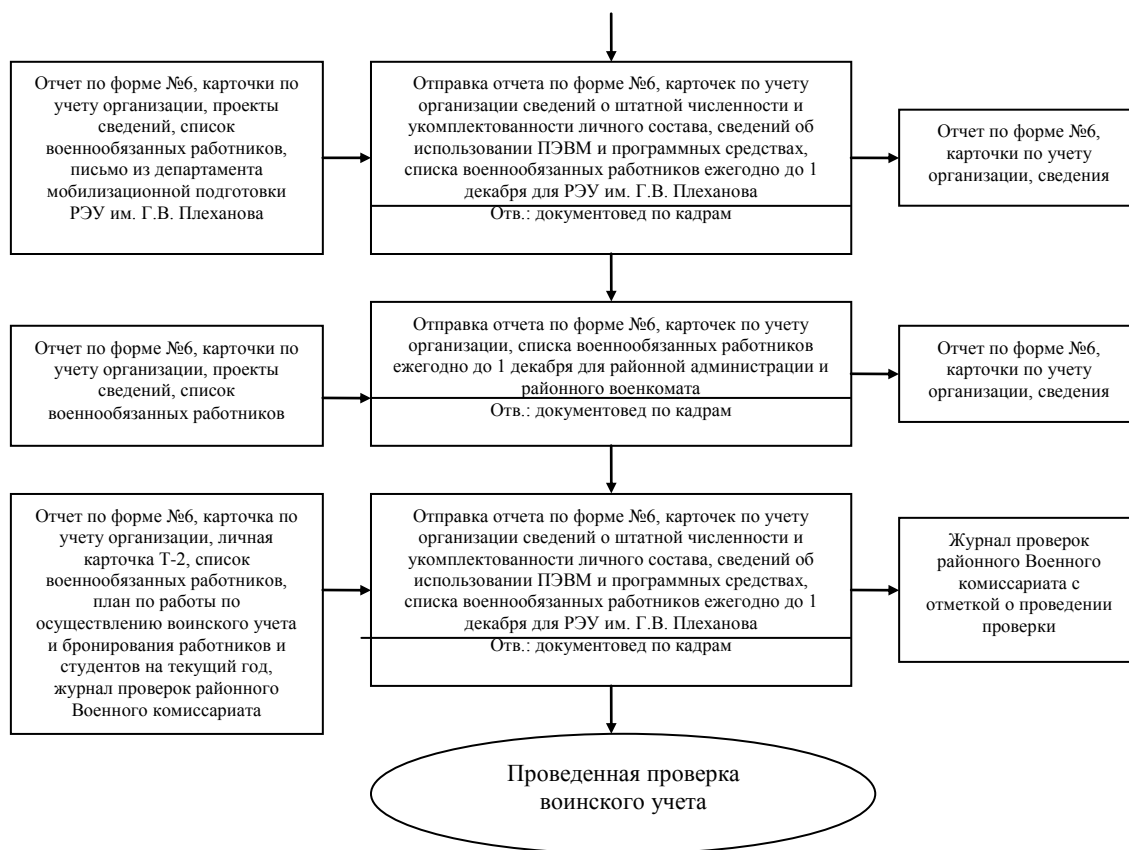 Отчет по форме №6, карточки по
учету организации, проекты
сведений, список
военнообязанных работников,
письмо из департамента
мобилизационной подготовки
РЭУ им. Г.В. Плеханова
Отправка отчета по форме №6, карточек по учету
организации сведений о штатной численности и
укомплектованности личного состава, сведений об
использовании ПЭВМ и программных средствах,
списка военнообязанных работников ежегодно до 1
декабря для РЭУ им. Г.В. Плеханова
Отв.: документовед по кадрам
Отчет по форме №6,
карточки по учету
организации, сведения
Отчет по форме №6, карточки по
учету организации, проекты
сведений, список
военнообязанных работников
Отправка отчета по форме №6, карточек по учету
организации, списка военнообязанных работников
ежегодно до 1 декабря для районной администрации и
районного военкомата
Отв.: документовед по кадрам
Отчет по форме №6,
карточки по учету
организации, сведения
Отчет по форме №6, карточка по
учету организации, личная
карточка Т-2, список
военнообязанных работников,
план по работы по
осуществлению воинского учета
и бронирования работников и
студентов на текущий год,
журнал проверок районного
Военного комиссариата
Отправка отчета по форме №6, карточек по учету
организации сведений о штатной численности и
укомплектованности личного состава, сведений об
использовании ПЭВМ и программных средствах,
списка военнообязанных работников ежегодно до 1
декабря для РЭУ им. Г.В. Плеханова
Отв.: документовед по кадрам
Журнал проверок
районного Военного
комиссариата с
отметкой о проведении
проверки
Проведенная проверка
воинского учета